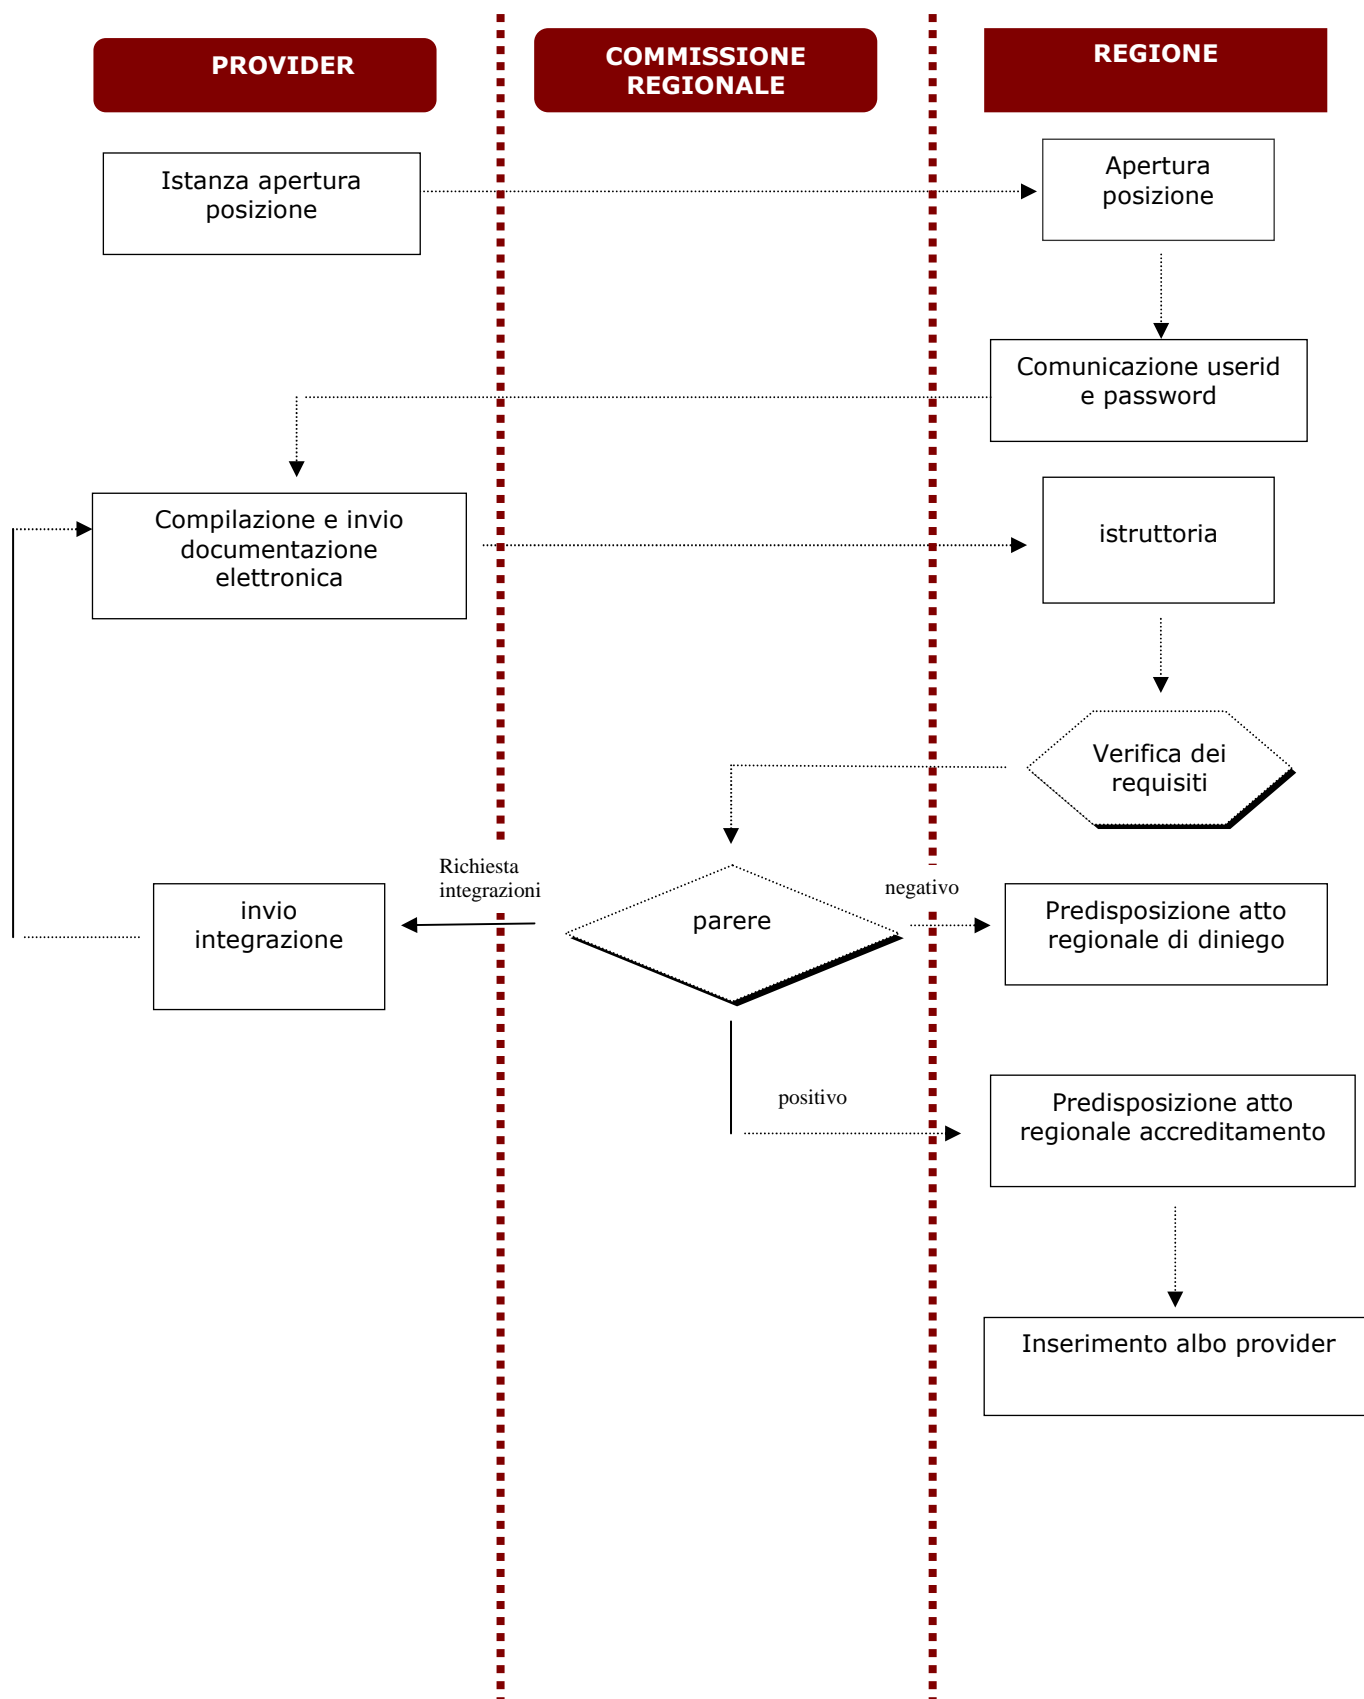 PROVIDER
COMMISSIONE
REGIONALE
REGIONE
Istanza apertura
posizione
Apertura
posizione
Comunicazione userid
e password
Compilazione e invio
documentazione
elettronica
istruttoria
Verifica dei
requisiti
Richiesta
integrazioni
invio
integrazione
parere
negativo
Predisposizione atto
regionale di diniego
positivo
Predisposizione atto
regionale accreditamento
Inserimento albo provider